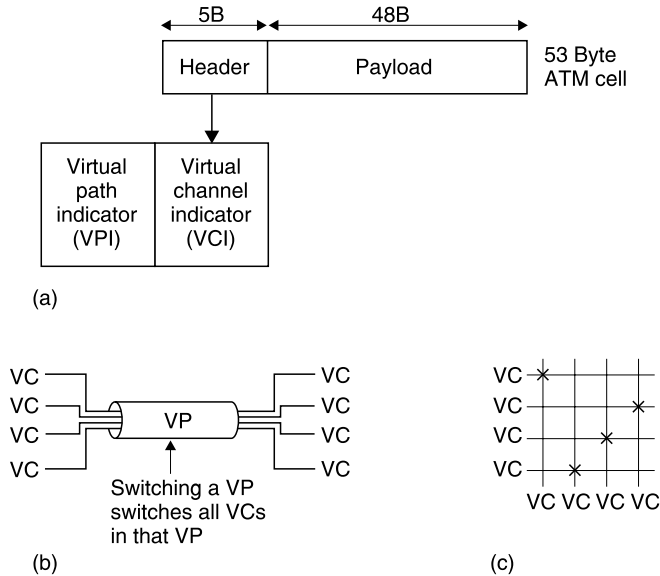 5B 48B
Header Payload 53 Byte
ATM cell
Virtual
path
indicator
(VPI)
Virtual
channel
indicator
(VCI)
(a)
VC VC
VC VC
VP
VC VC
VC VC
Switching a VP
switches all VCs
in that VP
(b)
VC
VC
VC
VC
VC VC VC VC
(c)